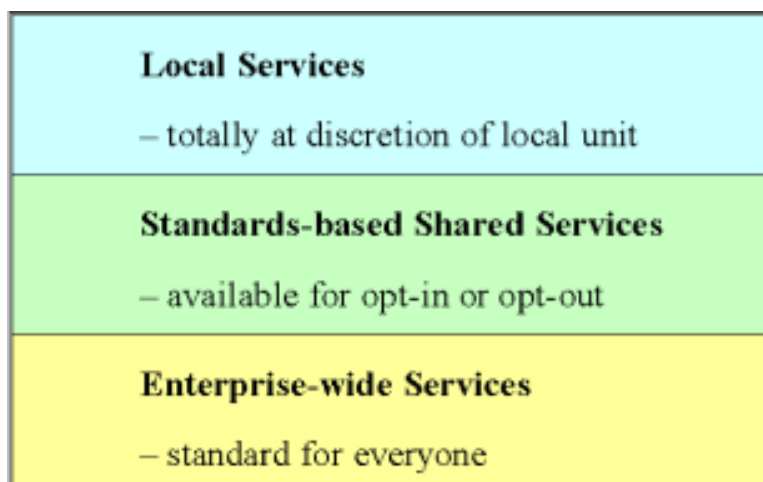 Local Services
– totally at discretion of local unit
Standards-based Shared Services
– available for opt-in or opt-out
Enterprise-wide Services
– standard for everyone